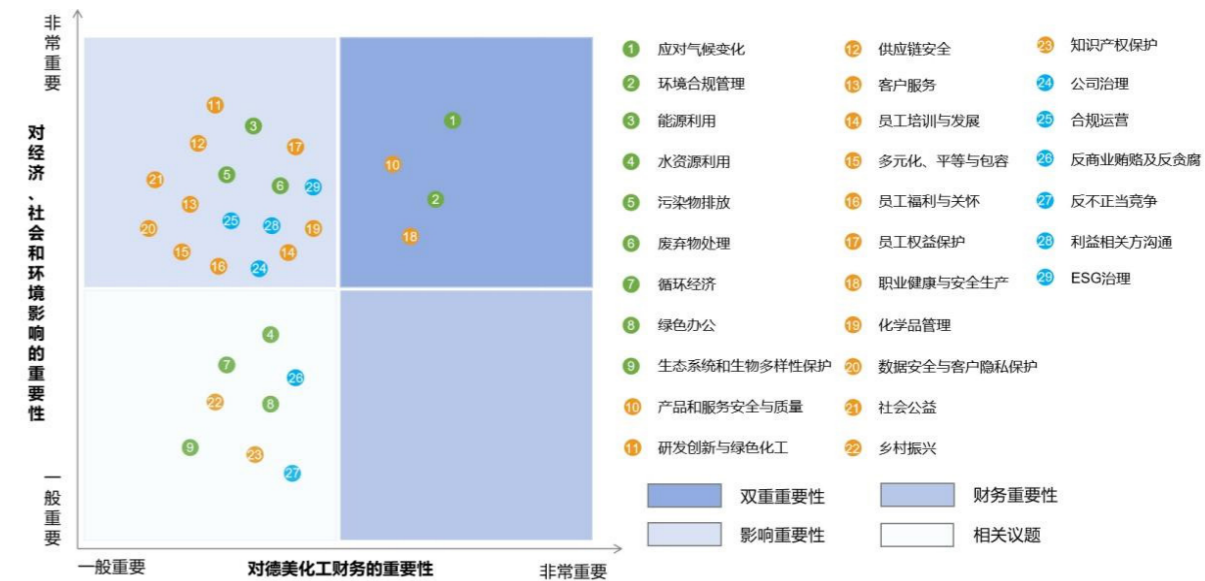 非常重要
对经济、社会和环境影响的重要性
一般重要
11
3
1
12
17
10
5
21
6
29
2
13
25
28
20
19
18
15
14
16
24
4
7
26
22
8
9
23
27
一般重要
对德美化工财务的重要性
非常重要
1 应对气候变化
2 环境合规管理
3 能源利用
4 水资源利用
5 污染物排放
6 废弃物处理
7 循环经济
8 绿色办公
9 生态系统和生物多样性保护
10 产品和服务安全与质量
11 研发创新与绿色化工
12 供应链安全
13 客户服务
14 员工培训与发展
15 多元化、平等与包容
16 员工福利与关怀
17 员工权益保护
18 职业健康与安全生产
19 化学品管理
20 数据安全与客户隐私保护
21 社会公益
22 乡村振兴
23 知识产权保护
24 公司治理
25 合规运营
26 反商业贿赂及反贪腐
27 反不正当竞争
28 利益相关方沟通
29 ESG治理
双重重要性
财务重要性
影响重要性
相关议题